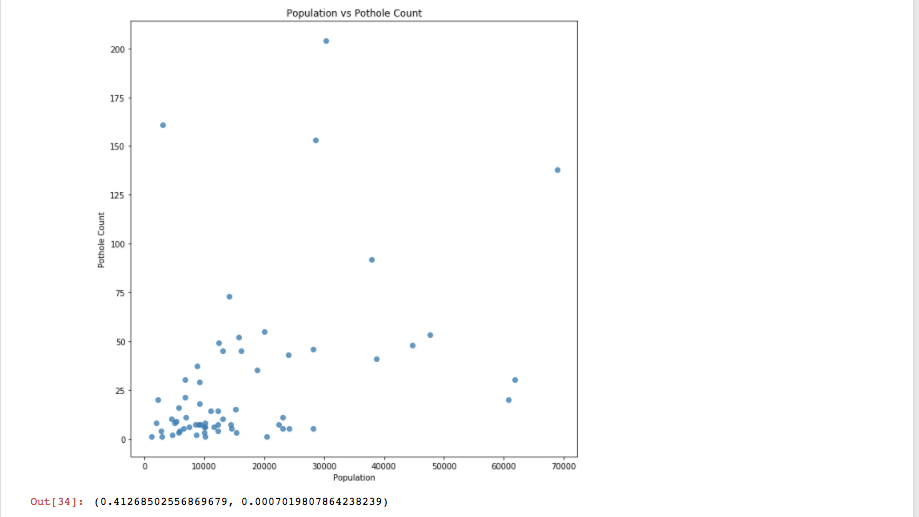 Population vs Pothole Count
200
175
150
125
100
75
50
25
0
Pothole Count
0 10000 20000 30000 40000 50000 60000 70000
Population
Out[34]: (0.41268502556869679, 0.0007019807864238239)